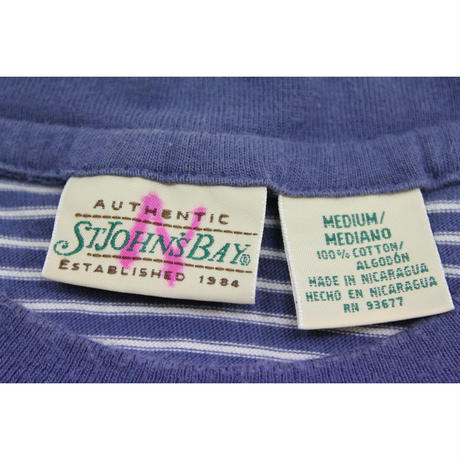 AUTHENTIC
N
ST JOHN'S BAY®
ESTABLISHED 1984
MEDIUM/
MEDIANO
100% COTTON/
ALGODÓN
MADE IN NICARAGUA
HECHO EN NICARAGUA
RN 93677